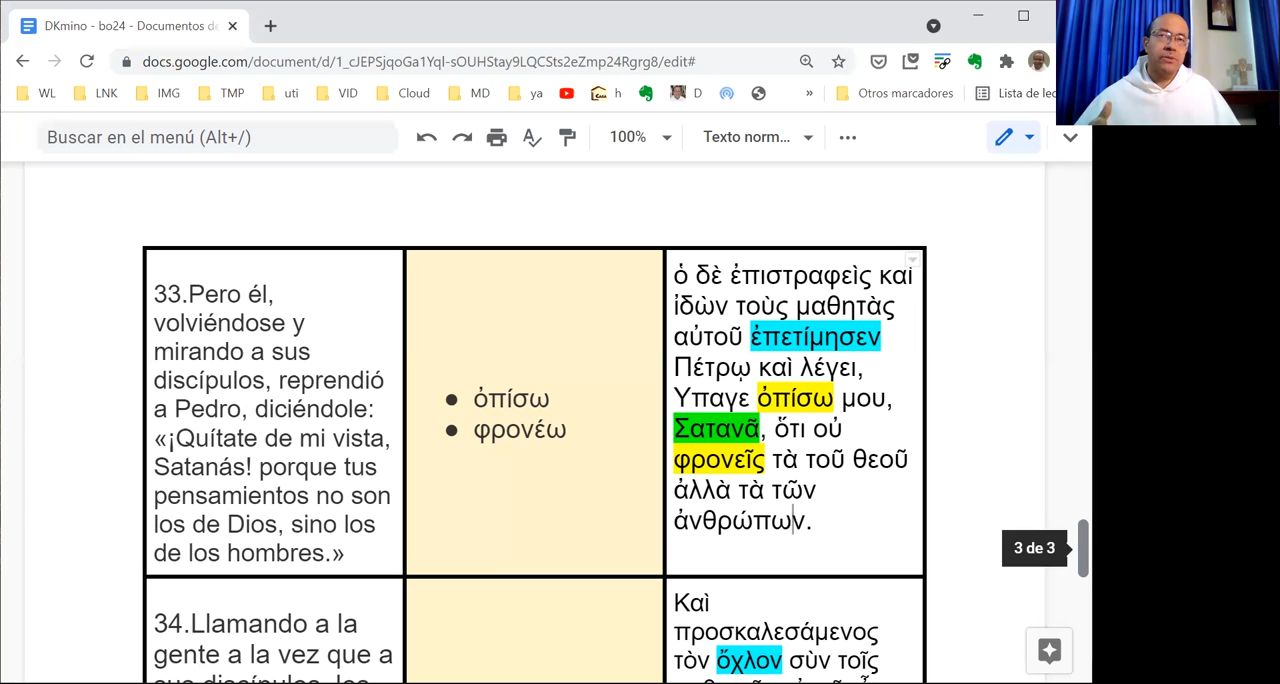 DKmino - bo24 - Documentos de
docs.google.com/document/d/1_cJEPSjqoGa1YqI-sOUHStay9LQCSts2eZmp24Rgrg8/edit#
WL LNK IMG TMP uti VID Cloud MD ya h D » Otros marcadores Lista de lec
Buscar en el menú (Alt+/) 100% Texto norm...
33.Pero él,
volviéndose y
mirando a sus
discípulos, reprendió
a Pedro, diciéndole:
«¡Quítate de mi vista,
Satanás! porque tus
pensamientos no son
los de Dios, sino los
de los hombres.»
● ὀπίσω
● φρονέω
ὁ δὲ ἐπιστραφεὶς καὶ
ἰδὼν τοὺς μαθητὰς
αὐτοῦ ἐπετίμησεν
Πέτρῳ καὶ λέγει,
Υπαγε ὀπίσω μου,
Σατανᾶ, ὅτι οὐ
φρονεῖς τὰ τοῦ θεοῦ
ἀλλὰ τὰ τῶν
ἀνθρώπων.
3 de 3
34.Llamando a la
gente a la vez que a
Καὶ
προσκαλεσάμενος
τὸν ὄχλον σὺν τοῖς